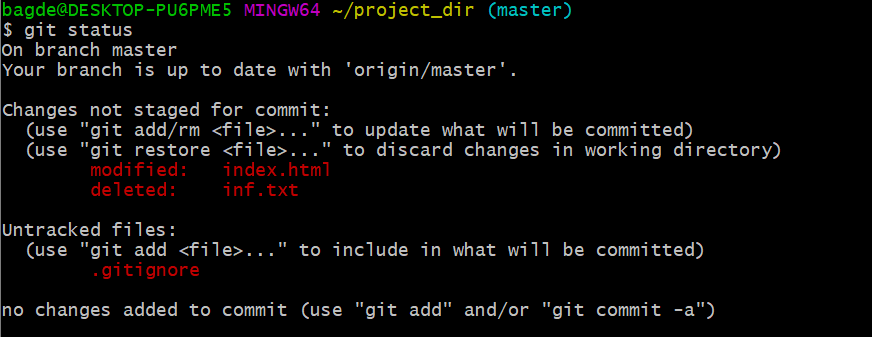 bagde@DESKTOP-PU6PME5 MINGW64 ~/project_dir (master)
$ git status
On branch master
Your branch is up to date with 'origin/master'.

Changes not staged for commit:
  (use "git add/rm <file>..." to update what will be committed)
  (use "git restore <file>..." to discard changes in working directory)
        modified:   index.html
        deleted:    inf.txt

Untracked files:
  (use "git add <file>..." to include in what will be committed)
        .gitignore

no changes added to commit (use "git add" and/or "git commit -a")